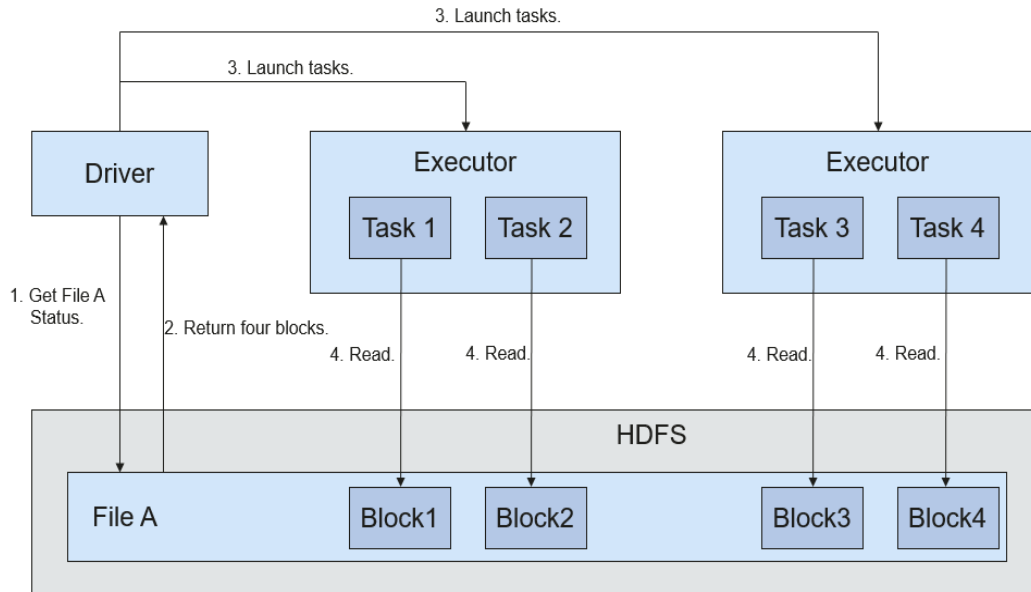 3. Launch tasks.
3. Launch tasks.
Driver
Executor
Executor
Task 1
Task 2
Task 3
Task 4
1. Get File A
Status.
2. Return four blocks.
4. Read.
4. Read.
4. Read.
4. Read.
HDFS
File A
Block1
Block2
Block3
Block4